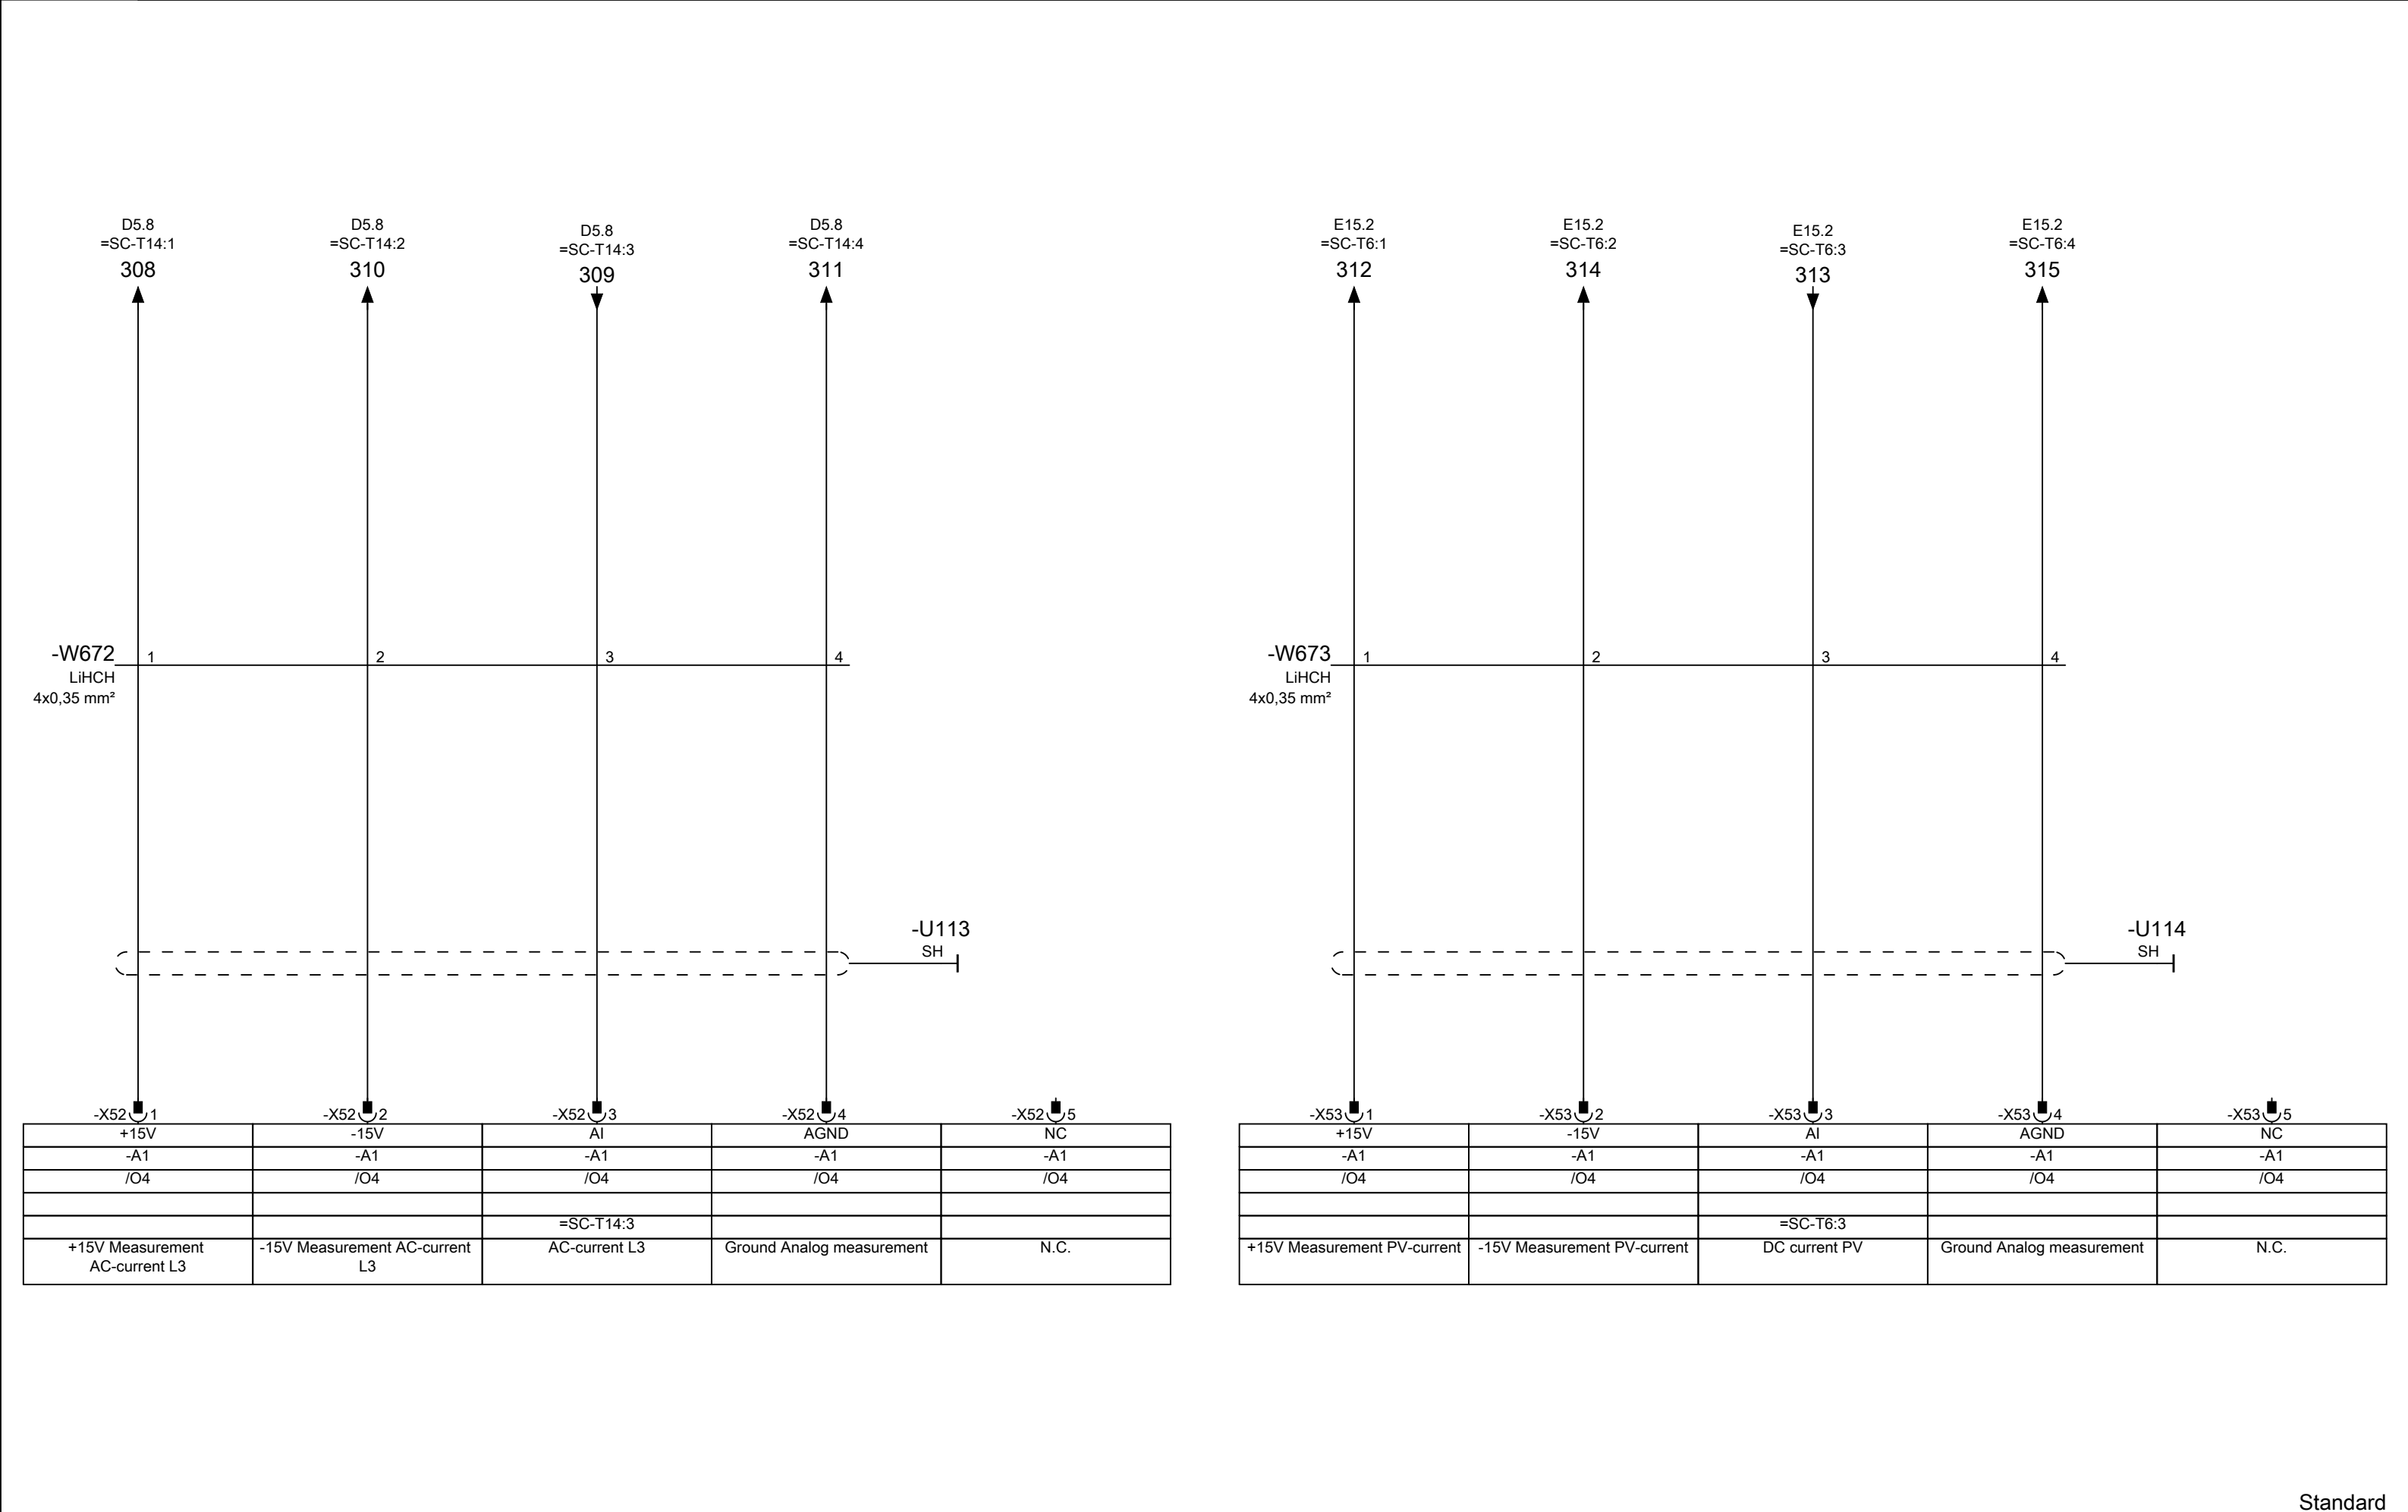 D5.8
=SC-T14:1
308
D5.8
=SC-T14:2
310
D5.8
=SC-T14:3
309
D5.8
=SC-T14:4
311
E15.2
=SC-T6:1
312
E15.2
=SC-T6:2
314
E15.2
=SC-T6:3
313
E15.2
=SC-T6:4
315
-W672 1 2 3 4
LiHCH
4x0,35 mm²
-W673 1 2 3 4
LiHCH
4x0,35 mm²
-U113
SH
-U114
SH
-X52 1 -X52 2 -X52 3 -X52 4 -X52 5
+15V -15V AI AGND NC
-A1 -A1 -A1 -A1 -A1
/O4 /O4 /O4 /O4 /O4
=SC-T14:3
+15V Measurement
AC-current L3
-15V Measurement AC-current
L3
AC-current L3
Ground Analog measurement
N.C.
-X53 1 -X53 2 -X53 3 -X53 4 -X53 5
+15V -15V AI AGND NC
-A1 -A1 -A1 -A1 -A1
/O4 /O4 /O4 /O4 /O4
=SC-T6:3
+15V Measurement PV-current
-15V Measurement PV-current
DC current PV
Ground Analog measurement
N.C.
Standard